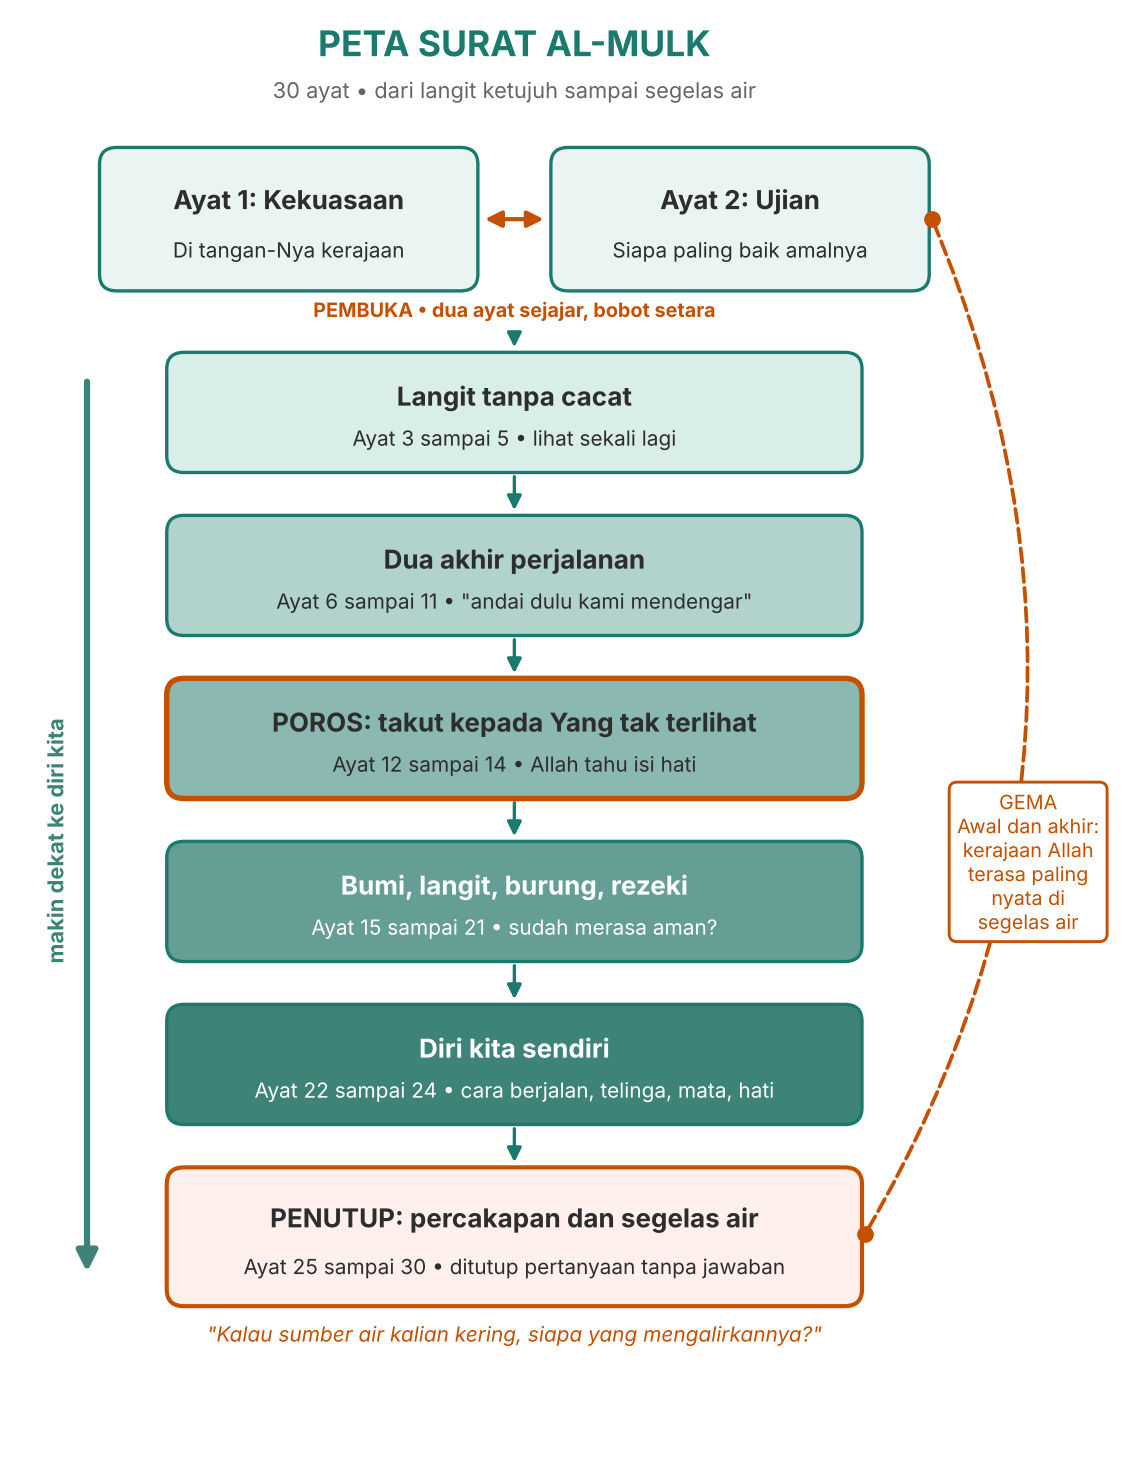 PETA SURAT AL-MULK
30 ayat • dari langit ketujuh sampai segelas air
Ayat 1: Kekuasaan
Di tangan-Nya kerajaan
Ayat 2: Ujian
Siapa paling baik amalnya
PEMBUKA • dua ayat sejajar, bobot setara
Langit tanpa cacat
Ayat 3 sampai 5 • lihat sekali lagi
Dua akhir perjalanan
Ayat 6 sampai 11 • "andai dulu kami mendengar"
POROS: takut kepada Yang tak terlihat
Ayat 12 sampai 14 • Allah tahu isi hati
Bumi, langit, burung, rezeki
Ayat 15 sampai 21 • sudah merasa aman?
Diri kita sendiri
Ayat 22 sampai 24 • cara berjalan, telinga, mata, hati
PENUTUP: percakapan dan segelas air
Ayat 25 sampai 30 • ditutup pertanyaan tanpa jawaban
"Kalau sumber air kalian kering, siapa yang mengalirkannya?"
makin dekat ke diri kita
GEMA
Awal dan akhir:
kerajaan Allah
terasa paling
nyata di
segelas air